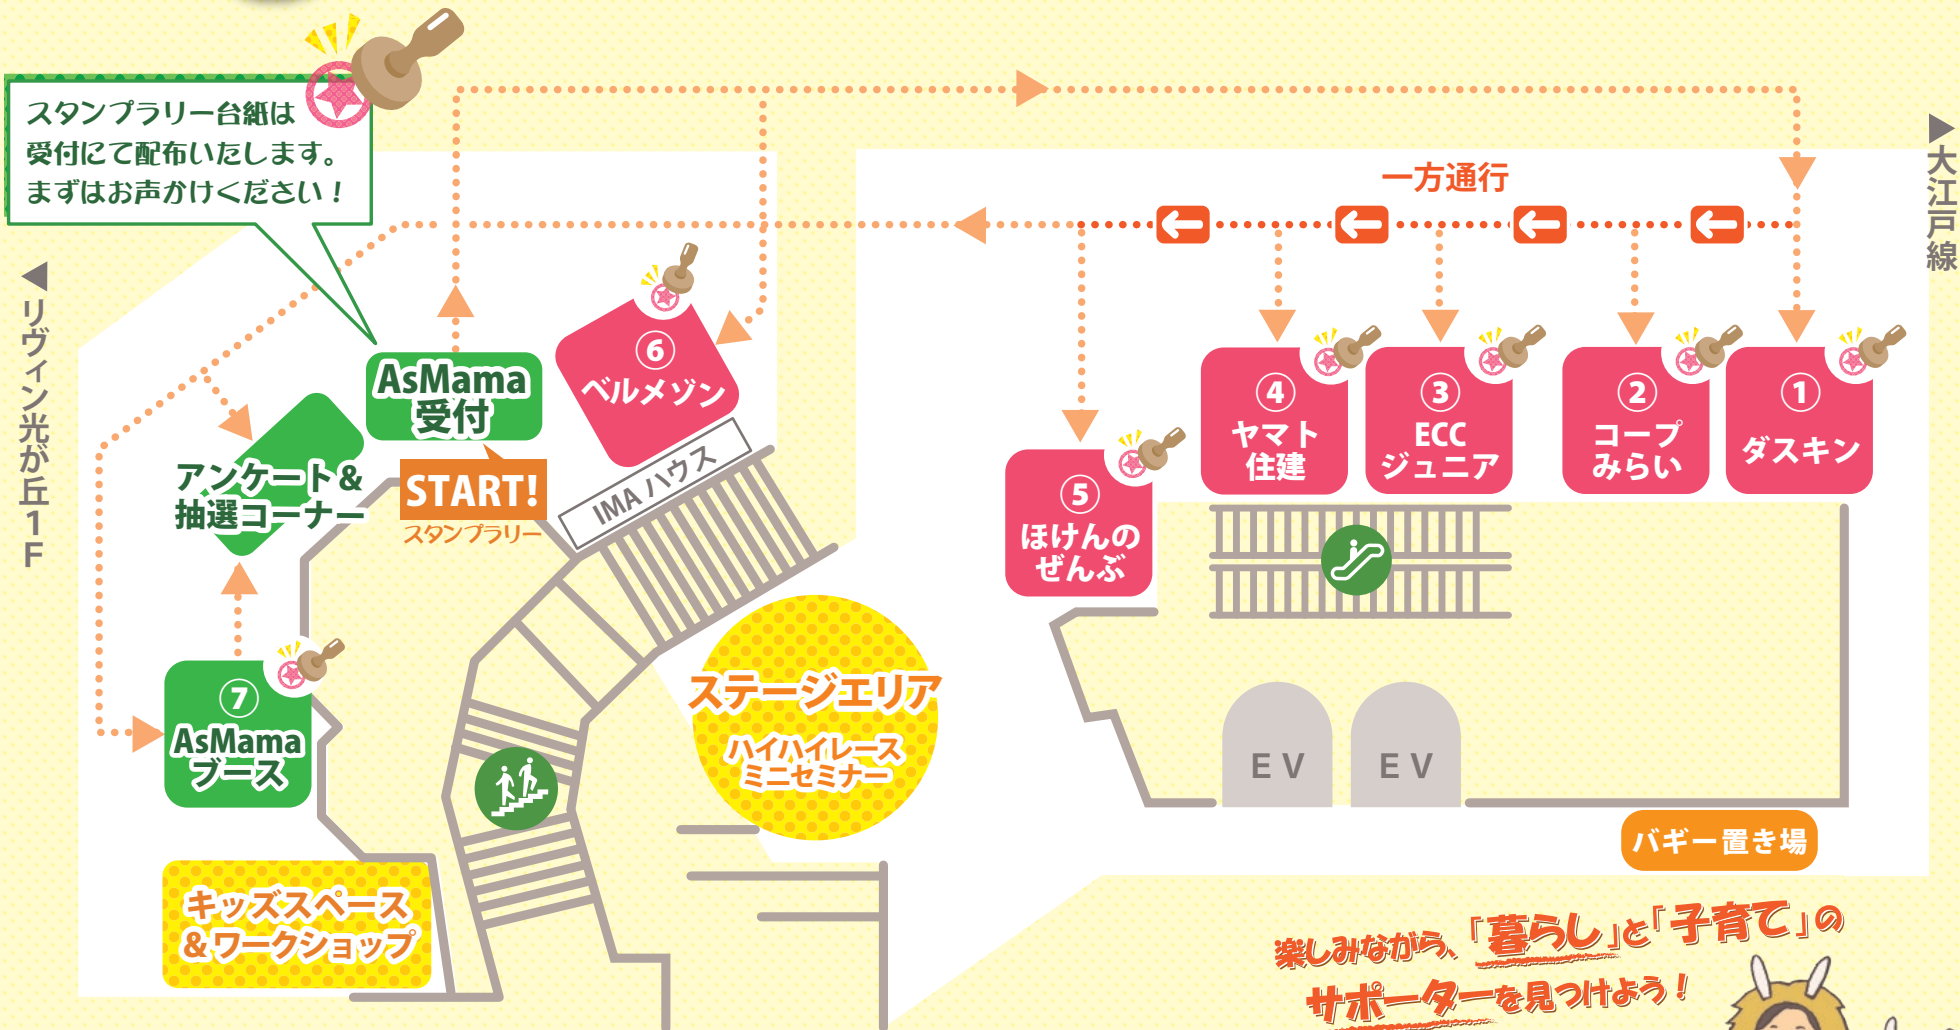 スタンプラリー台紙は
受付にて配布いたします。
まずはお声かけください！
▶大江戸線
一方通行
◀リヴィン光が丘1F
AsMama
受付
START!
スタンプラリー
アンケート＆
抽選コーナー
⑥
ベルメゾン
IMA ハウス
⑤
ほけんの
ぜんぶ
④
ヤマト
住建
③
ECC
ジュニア
②
コープ
みらい
①
ダスキン
⑦
AsMama
ブース
ステージエリア
ハイハイレース
ミニセミナー
EV
EV
バギー置き場
キッズスペース
＆ワークショップ
楽しみながら、「暮らし」と「子育て」の
サポーターを見つけよう！